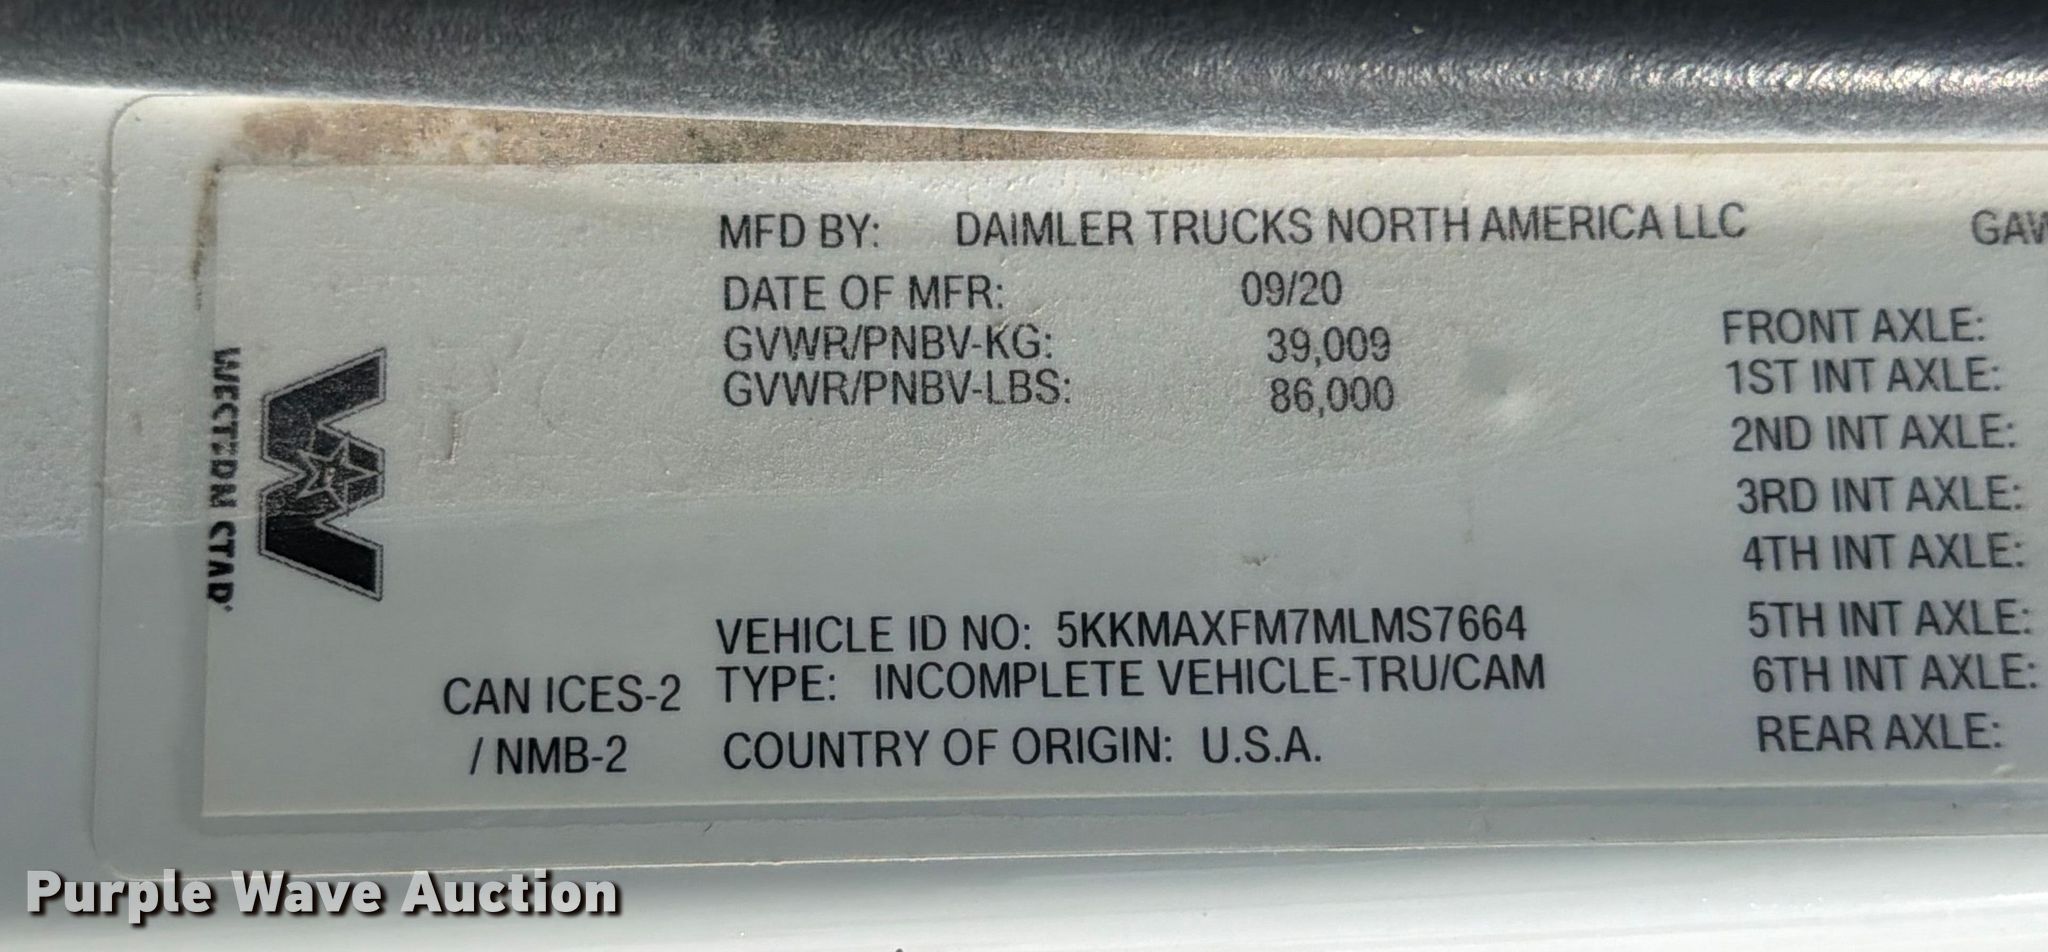 MFD BY: DAIMLER TRUCKS NORTH AMERICA LLC
DATE OF MFR: 09/20
GVWR/PNBV-KG: 39,009
GVWR/PNBV-LBS: 86,000
VEHICLE ID NO: 5KKMAXFM7MLMS7664
TYPE: INCOMPLETE VEHICLE-TRU/CAM
COUNTRY OF ORIGIN: U.S.A.
CAN ICES-2
/ NMB-2
WESTERN STAR
FRONT AXLE:
1ST INT AXLE:
2ND INT AXLE:
3RD INT AXLE:
4TH INT AXLE:
5TH INT AXLE:
6TH INT AXLE:
REAR AXLE:
Purple Wave Auction